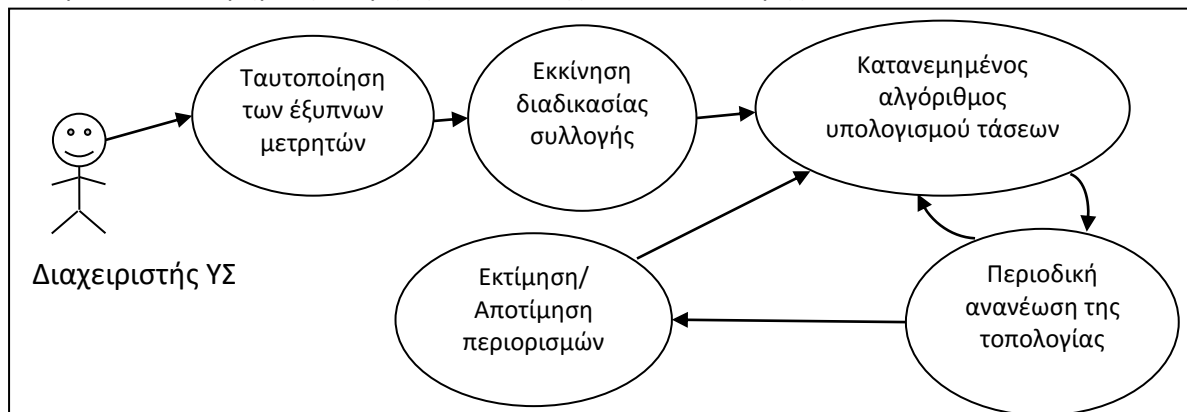 Ταυτοποίηση
των έξυπνων
μετρητών
Εκκίνηση
διαδικασίας
συλλογής
Κατανεμημένος
αλγόριθμος
υπολογισμού τάσεων
Διαχειριστής ΥΣ
Εκτίμηση/
Αποτίμηση
περιορισμών
Περιοδική
ανανέωση της
τοπολογίας